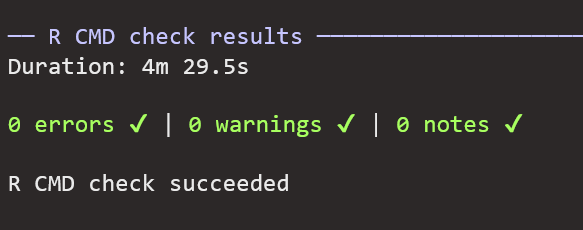 ── R CMD check results ────────────────────
Duration: 4m 29.5s
0 errors ✔ | 0 warnings ✔ | 0 notes ✔
R CMD check succeeded